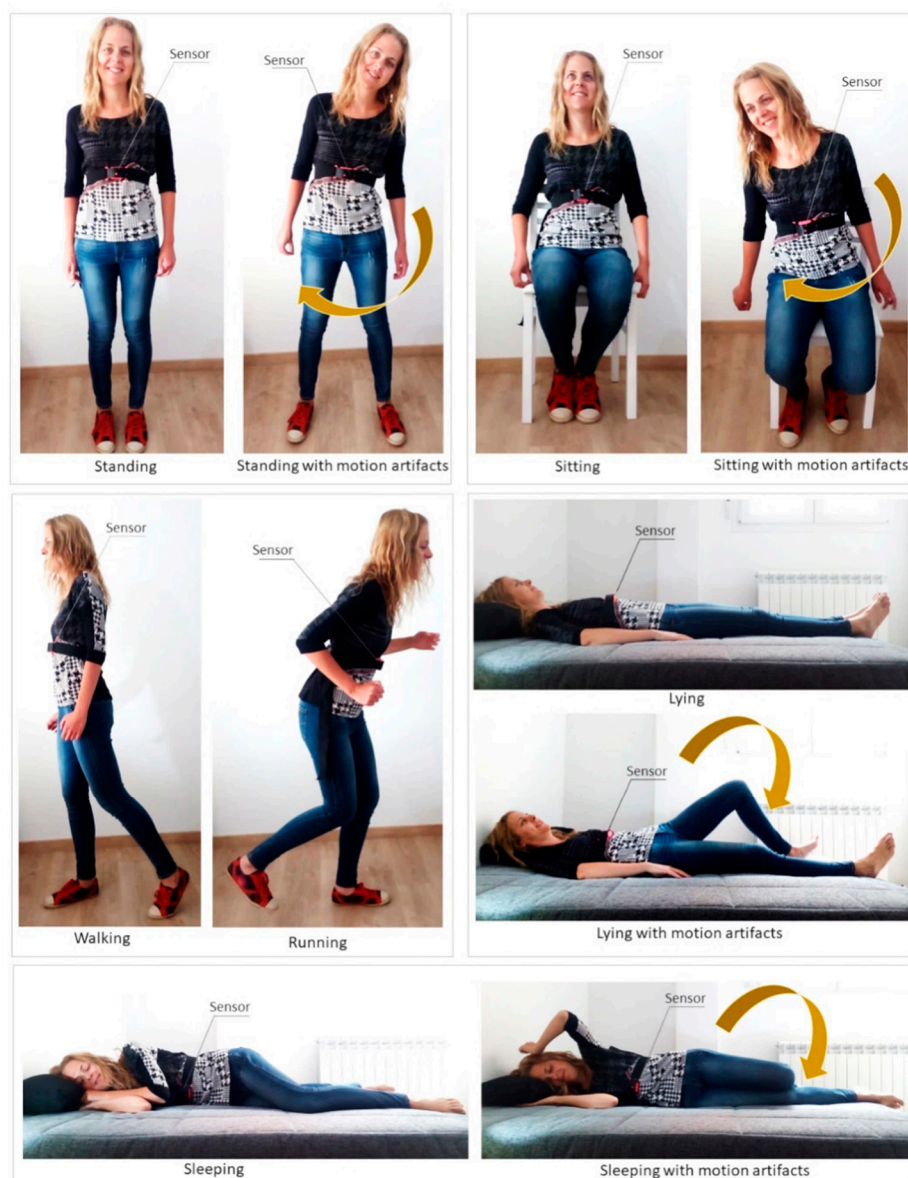 Sensor
Sensor
Standing
Standing with motion artifacts
Sensor
Sensor
Sitting
Sitting with motion artifacts
Sensor
Sensor
Walking
Running
Sensor
Lying
Sensor
Lying with motion artifacts
Sensor
Sleeping
Sensor
Sleeping with motion artifacts